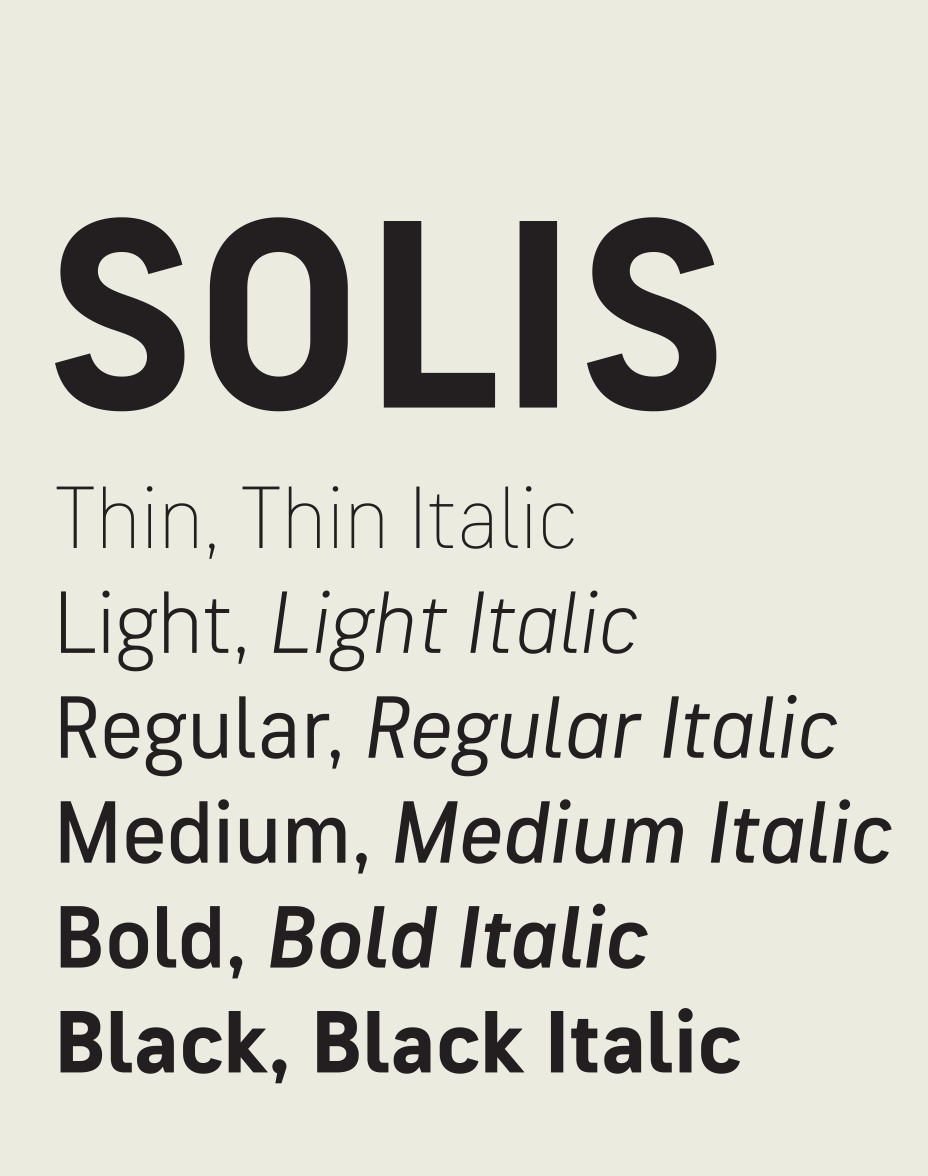 SOLIS
Thin, Thin Italic
Light, Light Italic
Regular, Regular Italic
Medium, Medium Italic
Bold, Bold Italic
Black, Black Italic